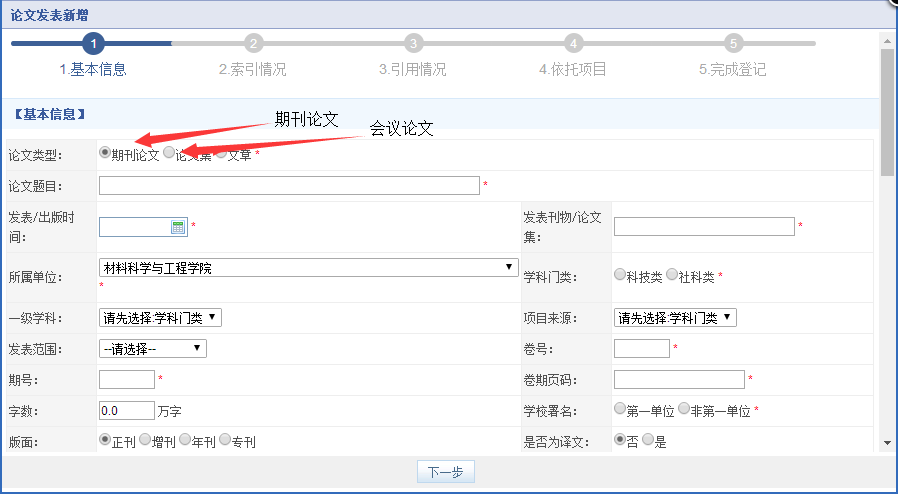 论文发表新增
1 2 3 4 5
1.基本信息 2.索引情况 3.引用情况 4.依托项目 5.完成登记
【基本信息】
期刊论文
会议论文
论文类型: 期刊论文 论文集 文章 *
论文题目: *
发表/出版时间: * 发表刊物/论文集: *
所属单位: 材料科学与工程学院 * 学科门类: 科技类 社科类 *
一级学科: 请先选择:学科门类 项目来源: 请先选择:学科门类
发表范围: --请选择-- 卷号: *
期号: * 卷期页码: *
字数: 0.0 万字 学校署名: 第一单位 非第一单位 *
版面: 正刊 增刊 年刊 专刊 是否为译文: 否 是
下一步